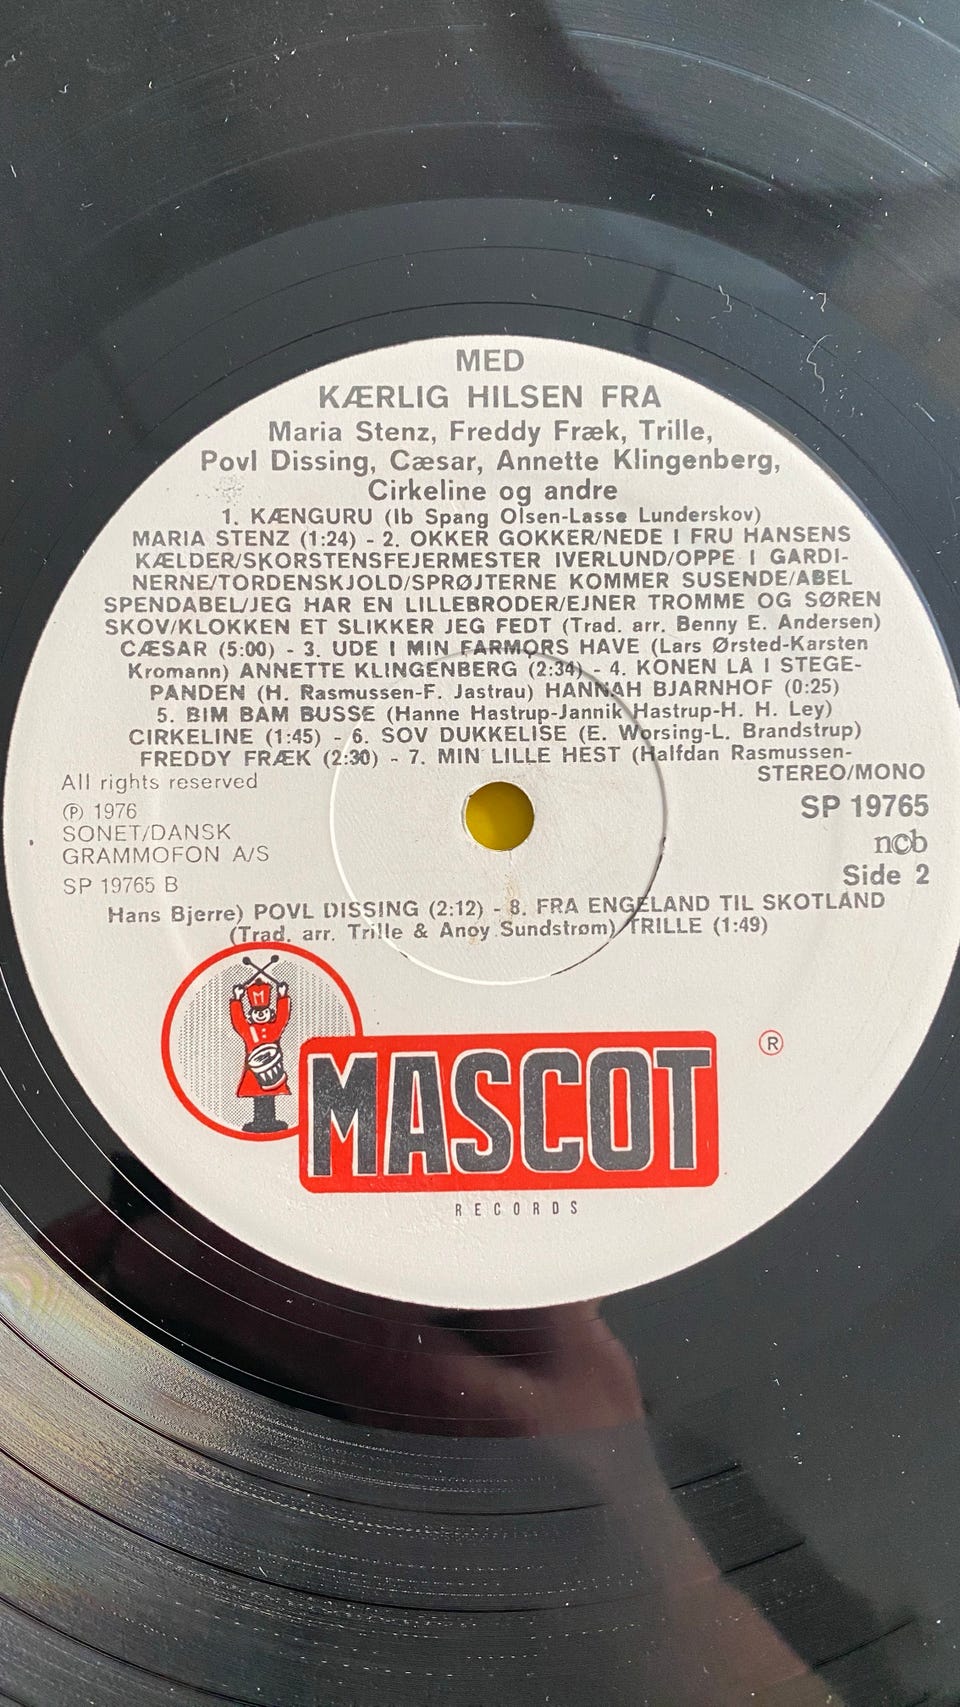 MED
KÆRLIG HILSEN FRA
Maria Stenz, Freddy Fræk, Trille,
Povl Dissing, Cæsar, Annette Klingenberg,
Cirkeline og andre
1. KÆNGURU (Ib Spang Olsen-Lasse Lunderskov)
MARIA STENZ (1:24) - 2. OKKER GOKKER/NEDE I FRU HANSENS
KÆLDER/SKORSTENSFEJERMESTER IVERLUND/OPPE I GARDI-
NERNE/TORDENSKJOLD/SPRØJTERNE KOMMER SUSENDE/ABEL
SPENDABEL/JEG HAR EN LILLEBRODER/EJNER TROMME OG SØREN
SKOV/KLOKKEN ET SLIKKER JEG FEDT (Trad. arr. Benny E. Andersen)
CÆSAR (5:00) - 3. UDE I MIN FARMORS HAVE (Lars Ørsted-Karsten
Kromann) ANNETTE KLINGENBERG (2:34) - 4. KONEN LÅ I STEGE-
PANDEN (H. Rasmussen-F. Jastrau) HANNAH BJARNHOF (0:25)
5. BIM BAM BUSSE (Hanne Hastrup-Jannik Hastrup-H. H. Ley)
CIRKELINE (1:45) - 6. SOV DUKKELISE (E. Worsing-L. Brandstrup)
FREDDY FRÆK (2:30) - 7. MIN LILLE HEST (Halfdan Rasmussen-
All rights reserved
Ⓟ 1976
SONET/DANSK
GRAMMOFON A/S
SP 19765 B
STEREO/MONO
SP 19765
ncb
Side 2
Hans Bjerre) POVL DISSING (2:12) - 8. FRA ENGELAND TIL SKOTLAND
(Trad. arr. Trille & Anoy Sundstrøm) TRILLE (1:49)
M
MASCOT
®
RECORDS